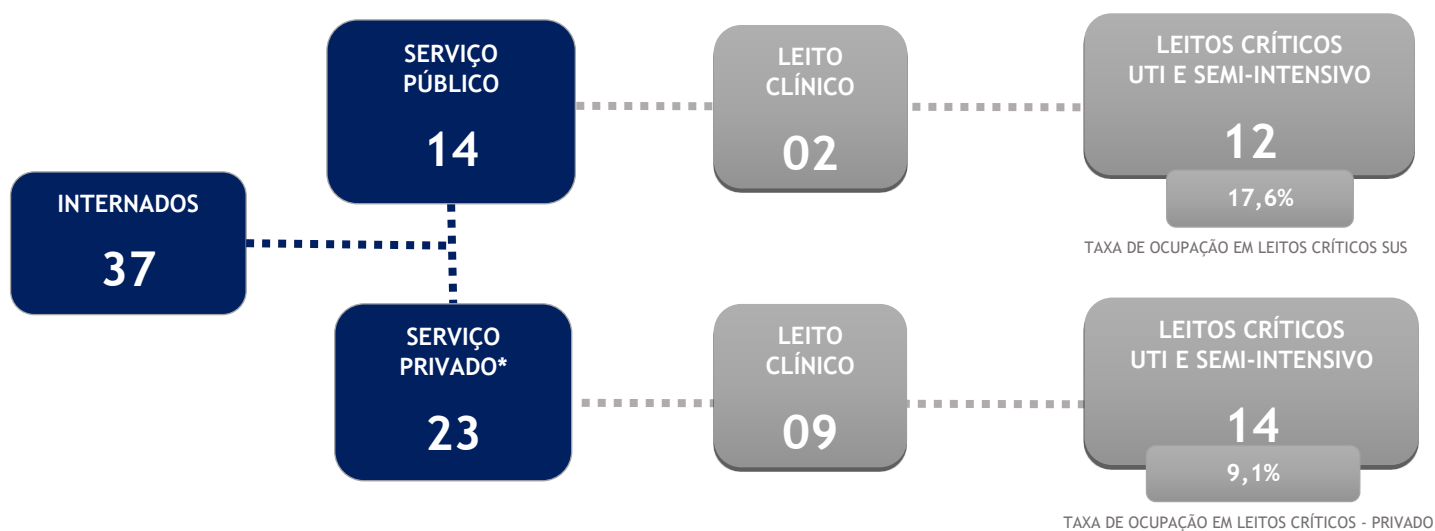 INTERNADOS
37
SERVIÇO
PÚBLICO
14
LEITO
CLÍNICO
02
LEITOS CRÍTICOS
UTI E SEMI-INTENSIVO
12
17,6%
TAXA DE OCUPAÇÃO EM LEITOS CRÍTICOS SUS
SERVIÇO
PRIVADO*
23
LEITO
CLÍNICO
09
LEITOS CRÍTICOS
UTI E SEMI-INTENSIVO
14
9,1%
TAXA DE OCUPAÇÃO EM LEITOS CRÍTICOS - PRIVADO